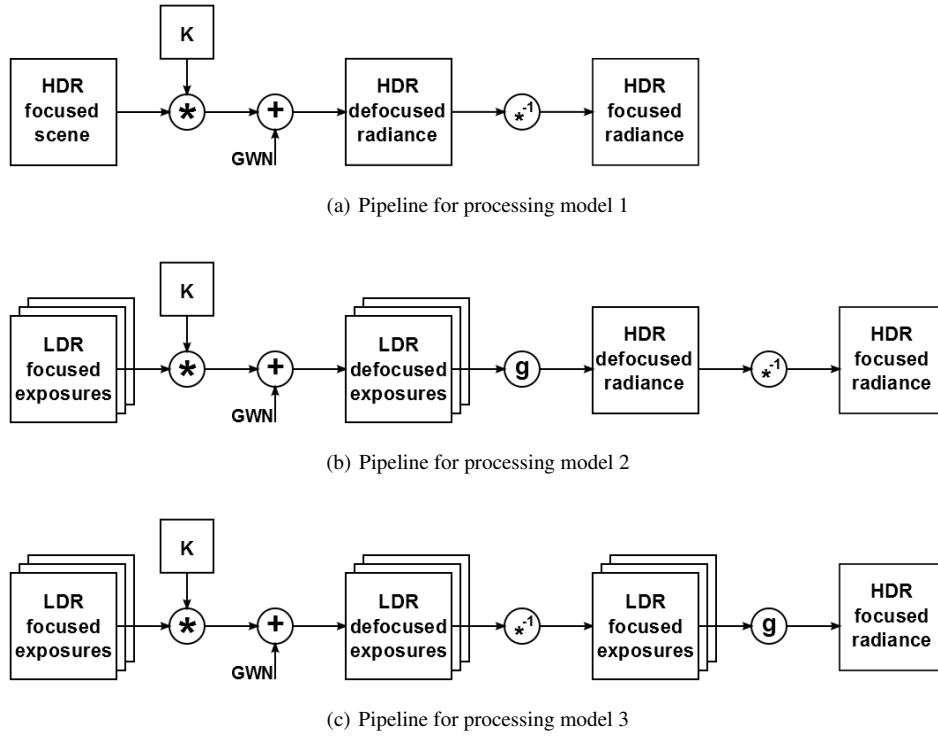 K
HDR
focused
scene
*
+
GWN
HDR
defocused
radiance
*-1
HDR
focused
radiance
(a) Pipeline for processing model 1
K
LDR
focused
exposures
*
+
GWN
LDR
defocused
exposures
g
HDR
defocused
radiance
*-1
HDR
focused
radiance
(b) Pipeline for processing model 2
K
LDR
focused
exposures
*
+
GWN
LDR
defocused
exposures
*-1
LDR
focused
exposures
g
HDR
focused
radiance
(c) Pipeline for processing model 3